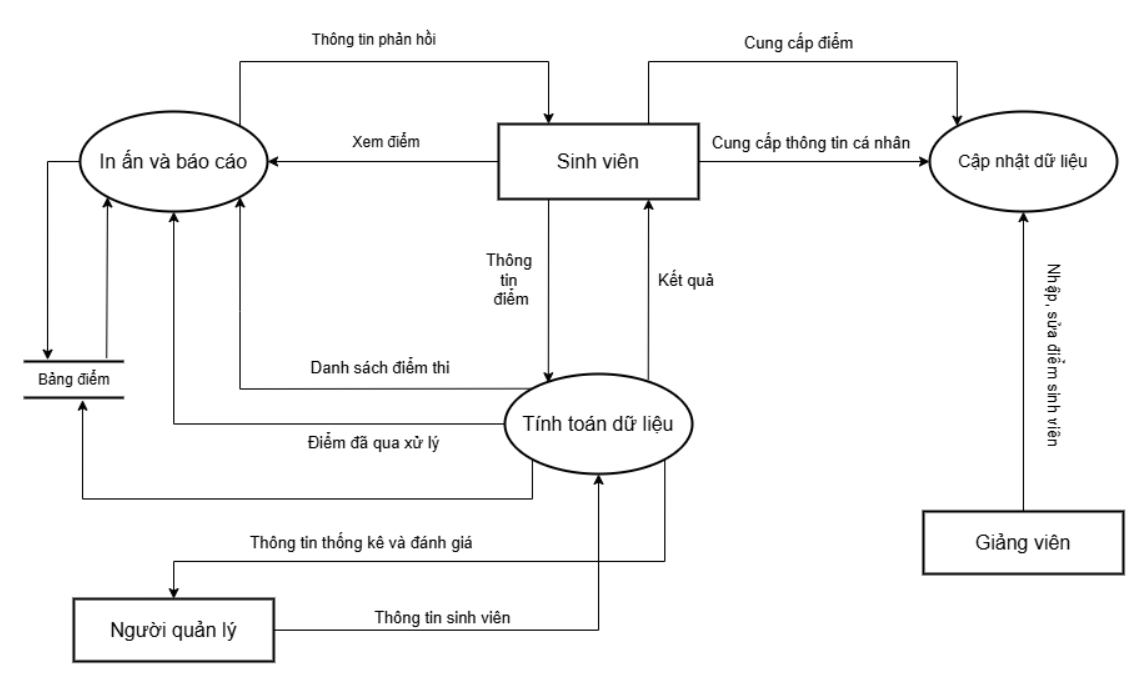 Thông tin phản hồi
Cung cấp điểm
Xem điểm
Cung cấp thông tin cá nhân
In ấn và báo cáo
Sinh viên
Cập nhật dữ liệu
Thông
tin
điểm
Kết quả
Nhập, sửa điểm sinh viên
Danh sách điểm thi
Bảng điểm
Tính toán dữ liệu
Điểm đã qua xử lý
Thông tin thống kê và đánh giá
Giảng viên
Thông tin sinh viên
Người quản lý